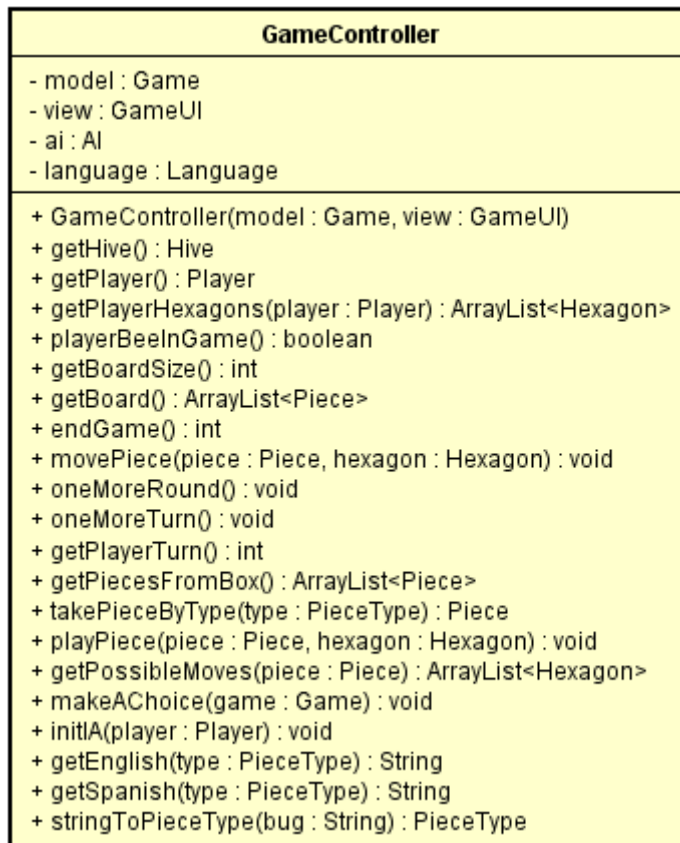 GameController
- model : Game
- view : GameUI
- ai : AI
- language : Language
+ GameController(model : Game, view : GameUI)
+ getHive() : Hive
+ getPlayer() : Player
+ getPlayerHexagons(player : Player) : ArrayList<Hexagon>
+ playerBeeInGame() : boolean
+ getBoardSize() : int
+ getBoard() : ArrayList<Piece>
+ endGame() : int
+ movePiece(piece : Piece, hexagon : Hexagon) : void
+ oneMoreRound() : void
+ oneMoreTurn() : void
+ getPlayerTurn() : int
+ getPiecesFromBox() : ArrayList<Piece>
+ takePieceByType(type : PieceType) : Piece
+ playPiece(piece : Piece, hexagon : Hexagon) : void
+ getPossibleMoves(piece : Piece) : ArrayList<Hexagon>
+ makeAChoice(game : Game) : void
+ initIA(player : Player) : void
+ getEnglish(type : PieceType) : String
+ getSpanish(type : PieceType) : String
+ stringToPieceType(bug : String) : PieceType